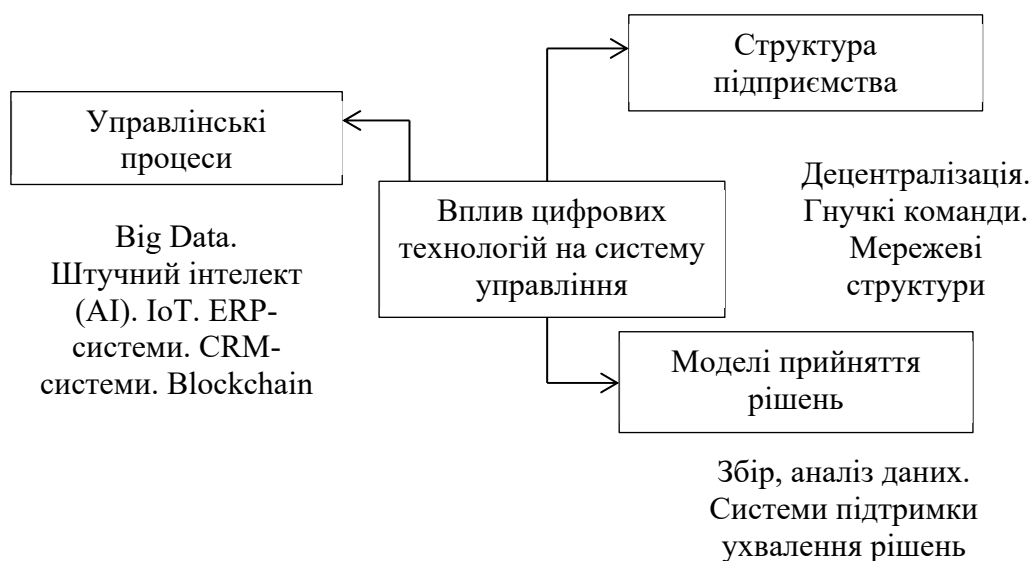 Структура
підприємства
Управлінські
процеси
Децентралізація.
Гнучкі команди.
Мережеві
структури
Вплив цифрових
технологій на систему
управління
Big Data.
Штучний інтелект
(AI). IoT. ERP-
системи. CRM-
системи. Blockchain
Моделі прийняття
рішень
Збір, аналіз даних.
Системи підтримки
ухвалення рішень